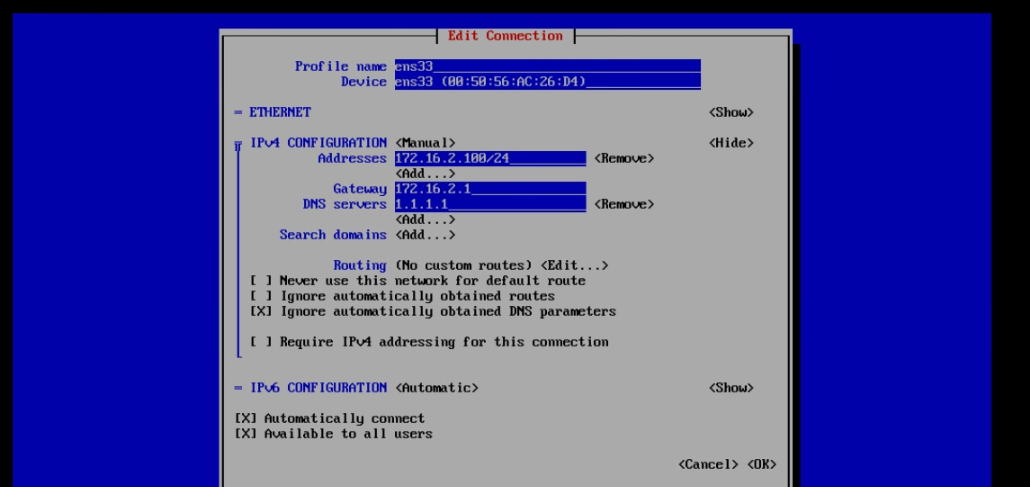 Edit Connection
Profile name ens33
Device ens33 (00:50:56:AC:26:D4)
= ETHERNET <Show>
IPv4 CONFIGURATION <Manual> <Hide>
Addresses 172.16.2.100/24 <Remove>
<Add...>
Gateway 172.16.2.1
DNS servers 1.1.1.1 <Remove>
<Add...>
Search domains <Add...>
Routing (No custom routes) <Edit...>
[ ] Never use this network for default route
[ ] Ignore automatically obtained routes
[X] Ignore automatically obtained DNS parameters
[ ] Require IPv4 addressing for this connection
= IPv6 CONFIGURATION <Automatic> <Show>
[X] Automatically connect
[X] Available to all users
<Cancel> <OK>